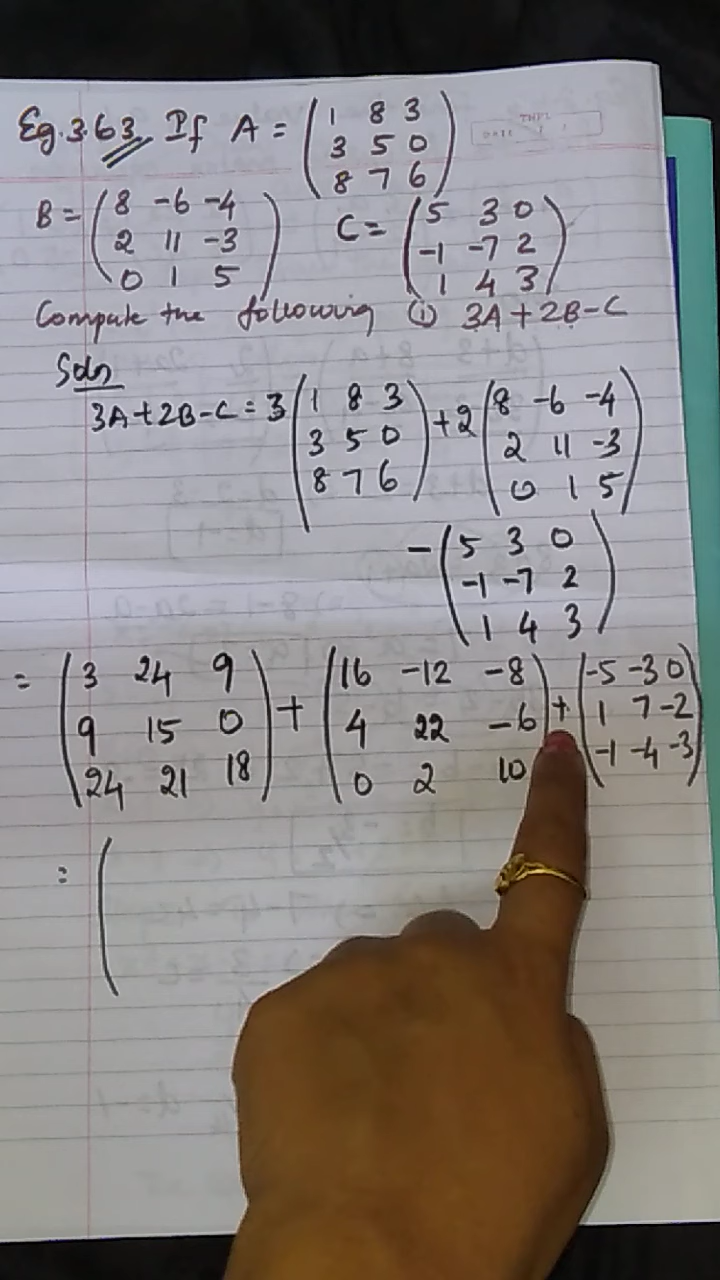 Eg.3.63, If A = ( 1 8 3
3 5 0
8 7 6 )
B = ( 8 -6 -4
2 11 -3
0 1 5 )
C = ( 5 3 0
-1 -7 2
1 4 3 )
Compute the following (i) 3A+2B-C
Soln
3A+2B-C = 3 ( 1 8 3
3 5 0
8 7 6 ) +2 ( 8 -6 -4
2 11 -3
0 1 5 )
- ( 5 3 0
-1 -7 2
1 4 3 )
= ( 3 24 9
9 15 0
24 21 18 ) + ( 16 -12 -8
4 22 -6
0 2 10 + ( -5 -3 0
1 7 -2
-1 -4 -3 )
= (